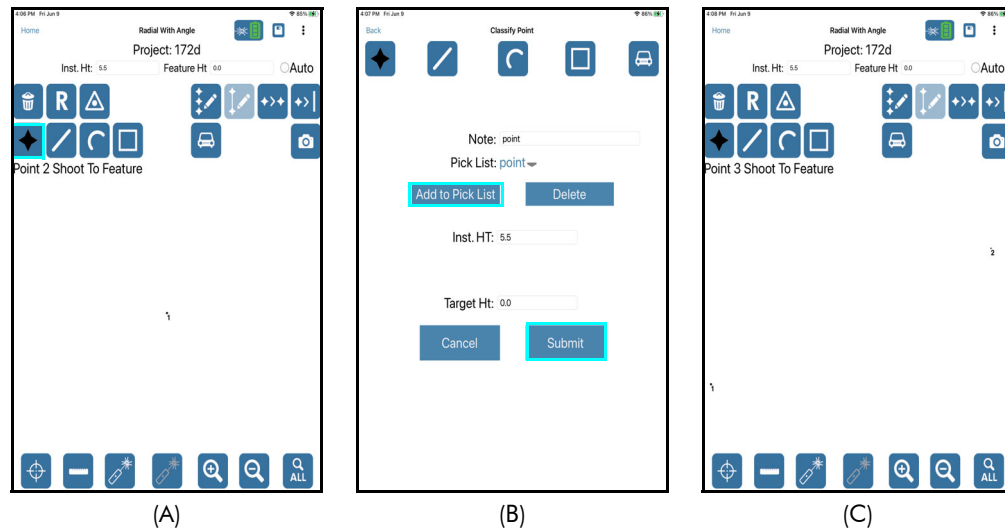 4:06 PM Fri Jun 9
85%
Home
Radial With Angle
Project: 172d
Inst. Ht: 5.5
Feature Ht 0.0
Auto
R
Point 2 Shoot To Feature
1
ALL
(A)
4:07 PM Fri Jun 9
86%
Back
Classify Point
Note: point
Pick List: point
Add to Pick List
Delete
Inst. HT: 5.5
Target Ht: 0.0
Cancel
Submit
(B)
4:08 PM Fri Jun 9
86%
Home
Radial With Angle
Project: 172d
Inst. Ht: 5.5
Feature Ht 0.0
Auto
R
Point 3 Shoot To Feature
2
1
ALL
(C)